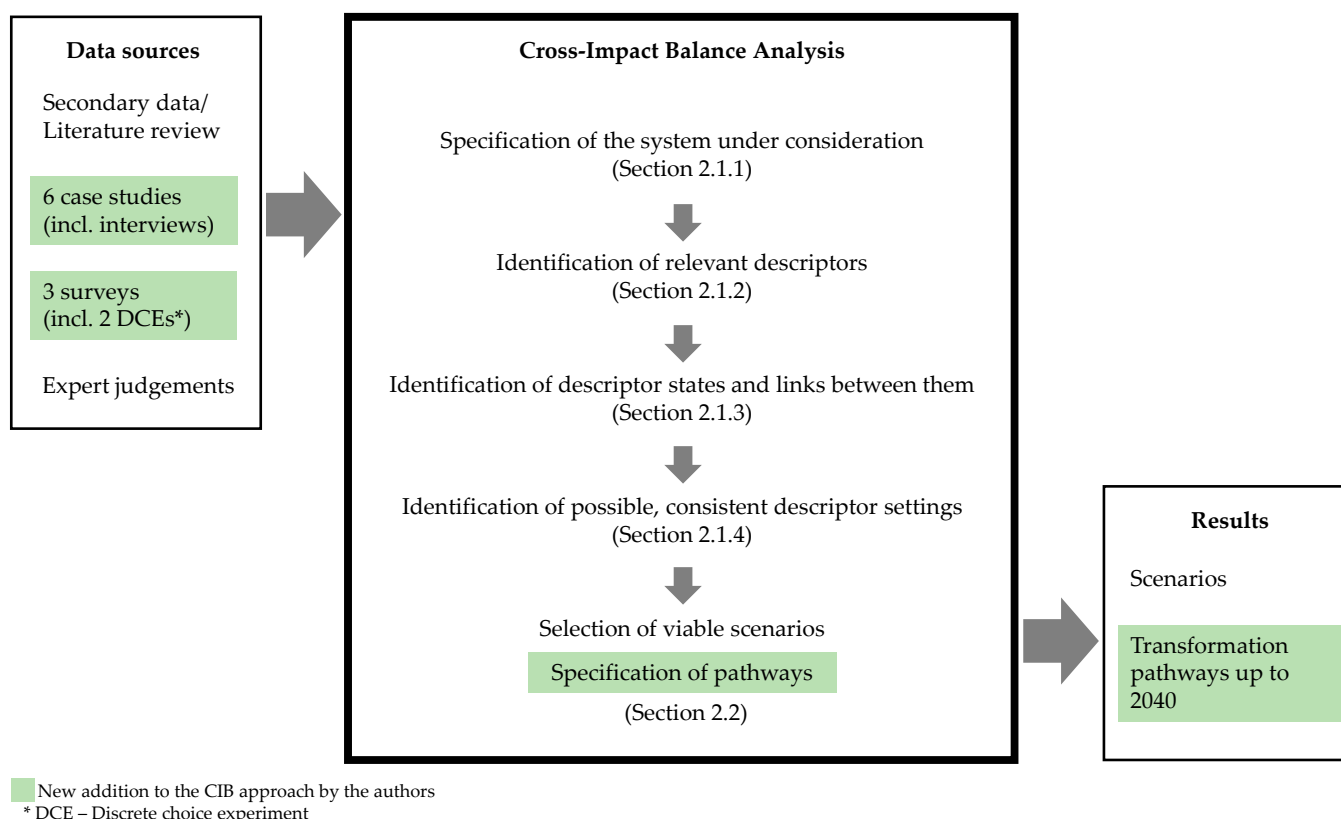 Data sources
Secondary data/
Literature review
6 case studies
(incl. interviews)
3 surveys
(incl. 2 DCEs*)
Expert judgements
Cross-Impact Balance Analysis
Specification of the system under consideration
(Section 2.1.1)
Identification of relevant descriptors
(Section 2.1.2)
Identification of descriptor states and links between them
(Section 2.1.3)
Identification of possible, consistent descriptor settings
(Section 2.1.4)
Selection of viable scenarios
Specification of pathways
(Section 2.2)
Results
Scenarios
Transformation
pathways up to
2040
New addition to the CIB approach by the authors
* DCE – Discrete choice experiment